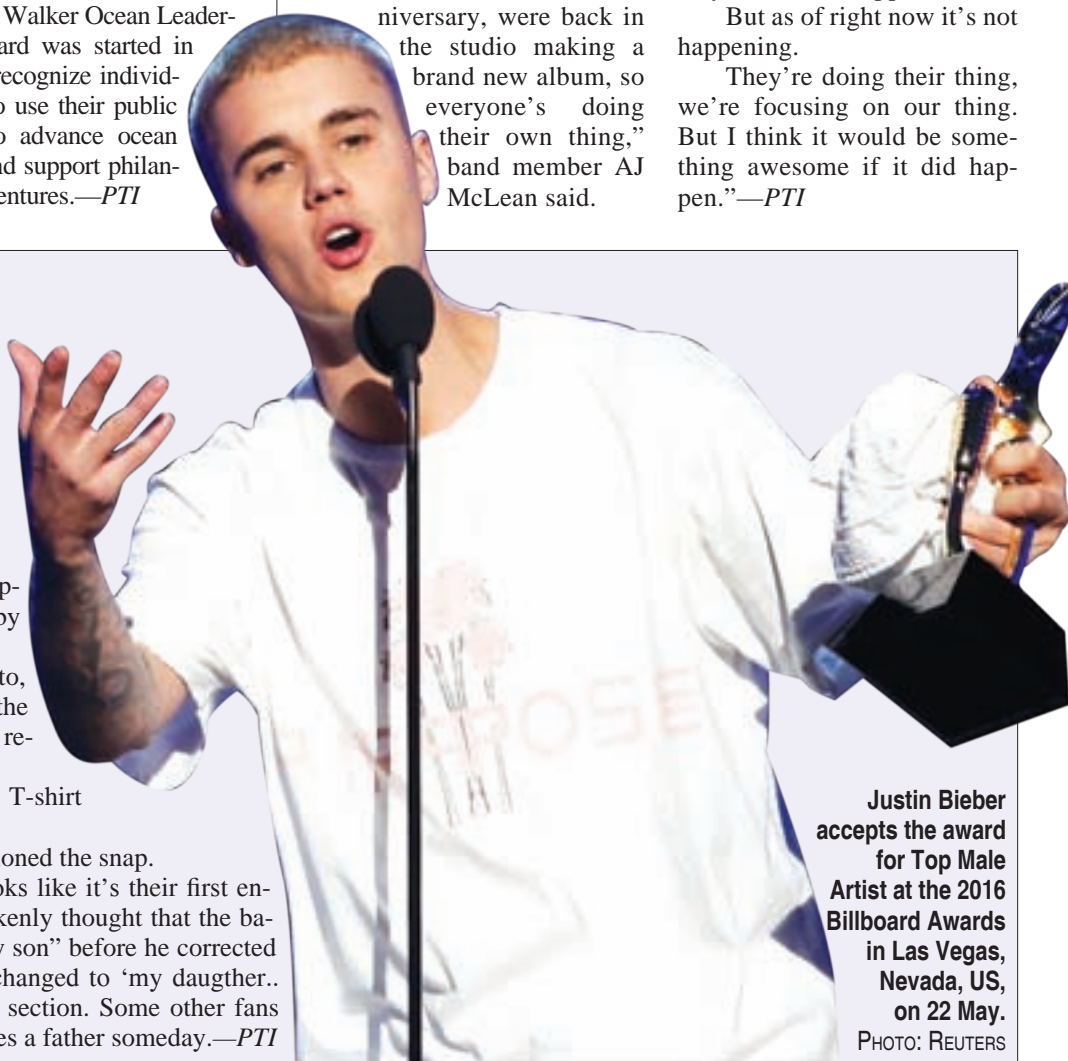 Walker Ocean Leader-
ard was started in
recognize individ-
o use their public
o advance ocean
nd support philan-
entures.—PTI
niversary, were back in
the studio making a
brand new album, so
everyone's doing
their own thing,”
band member AJ
McLean said.
But as of right now it's not
happening.
They're doing their thing,
we're focusing on our thing.
But I think it would be some-
thing awesome if it did hap-
pen.”—PTI
p-
by
to,
the
re-
T-shirt
oned the snap.
oks like it's their first en-
kenly thought that the ba-
y son” before he corrected
changed to ‘my daugther..
section. Some other fans
es a father someday.—PTI
Justin Bieber
accepts the award
for Top Male
Artist at the 2016
Billboard Awards
in Las Vegas,
Nevada, US,
on 22 May.
PHOTO: REUTERS